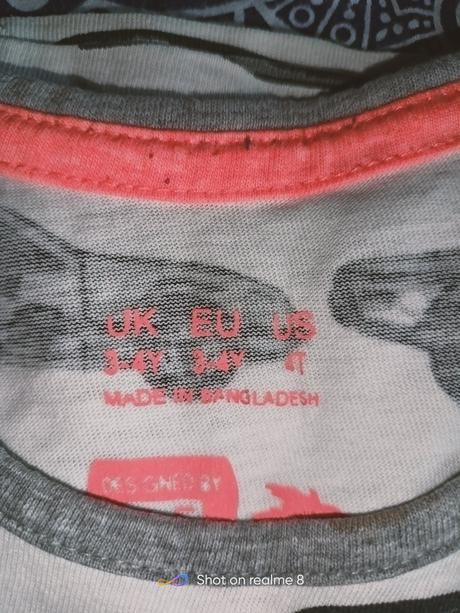 UK EU US
3-4Y 3-4Y 4T
MADE IN BANGLADESH
DESIGNED BY
Shot on realme 8